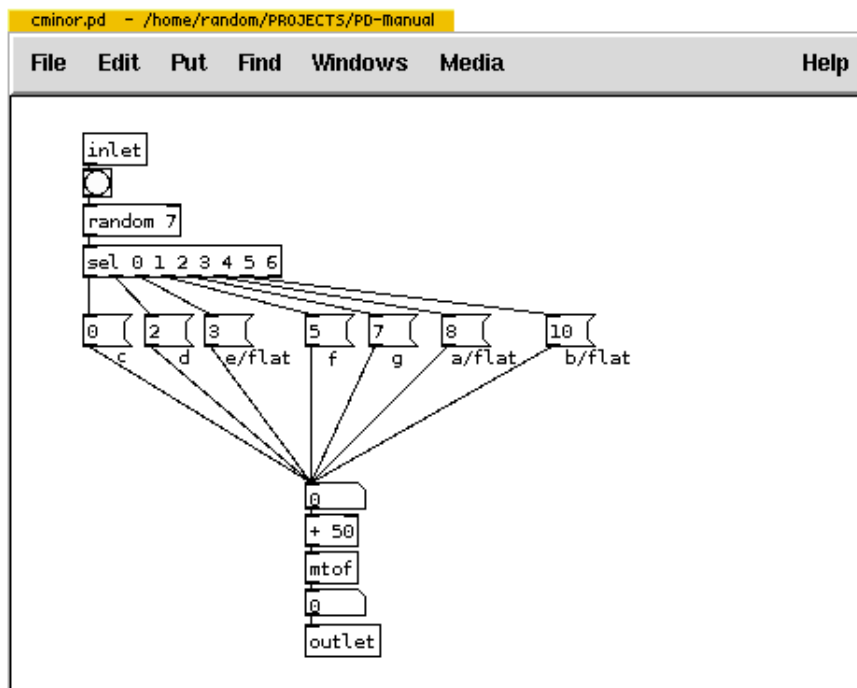 cminor.pd - /home/random/PROJECTS/PD-Manual
File Edit Put Find Windows Media Help
inlet
random 7
sel 0 1 2 3 4 5 6
0 2 3 5 7 8 10
c d e/flat f g a/flat b/flat
0
+ 50
mtof
0
outlet